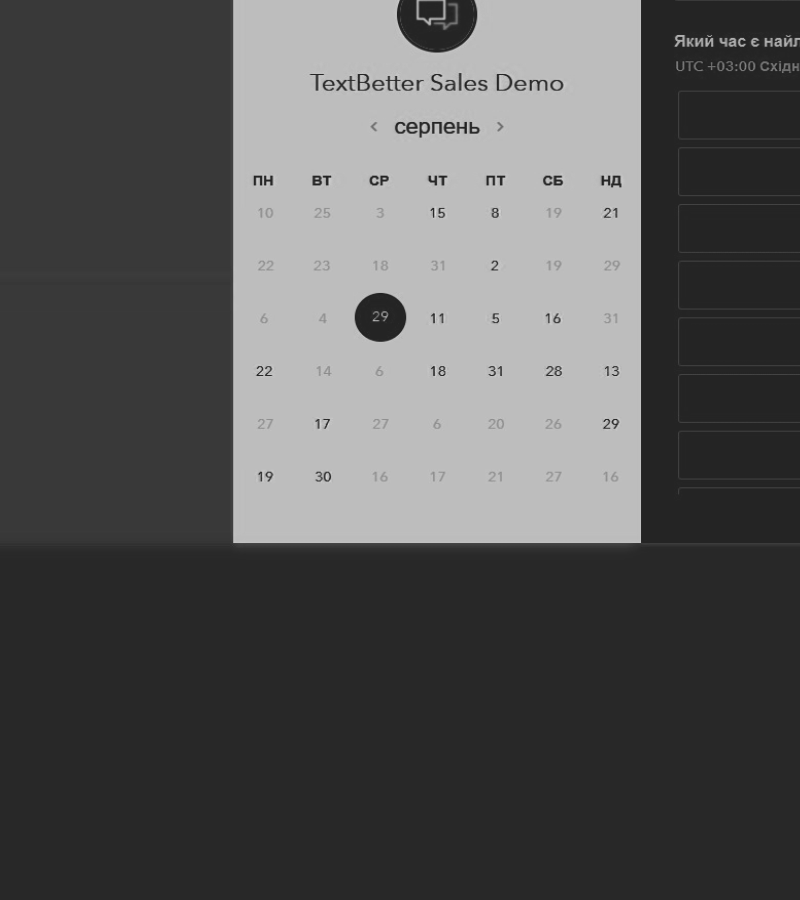 TextBetter Sales Demo
< серпень >
ПН ВТ СР ЧТ ПТ СБ НД
10 25 3 15 8 19 21
22 23 18 31 2 19 29
6 4 29 11 5 16 31
22 14 6 18 31 28 13
27 17 27 6 20 26 29
19 30 16 17 21 27 16
Який час є найл
UTC +03:00 Східн